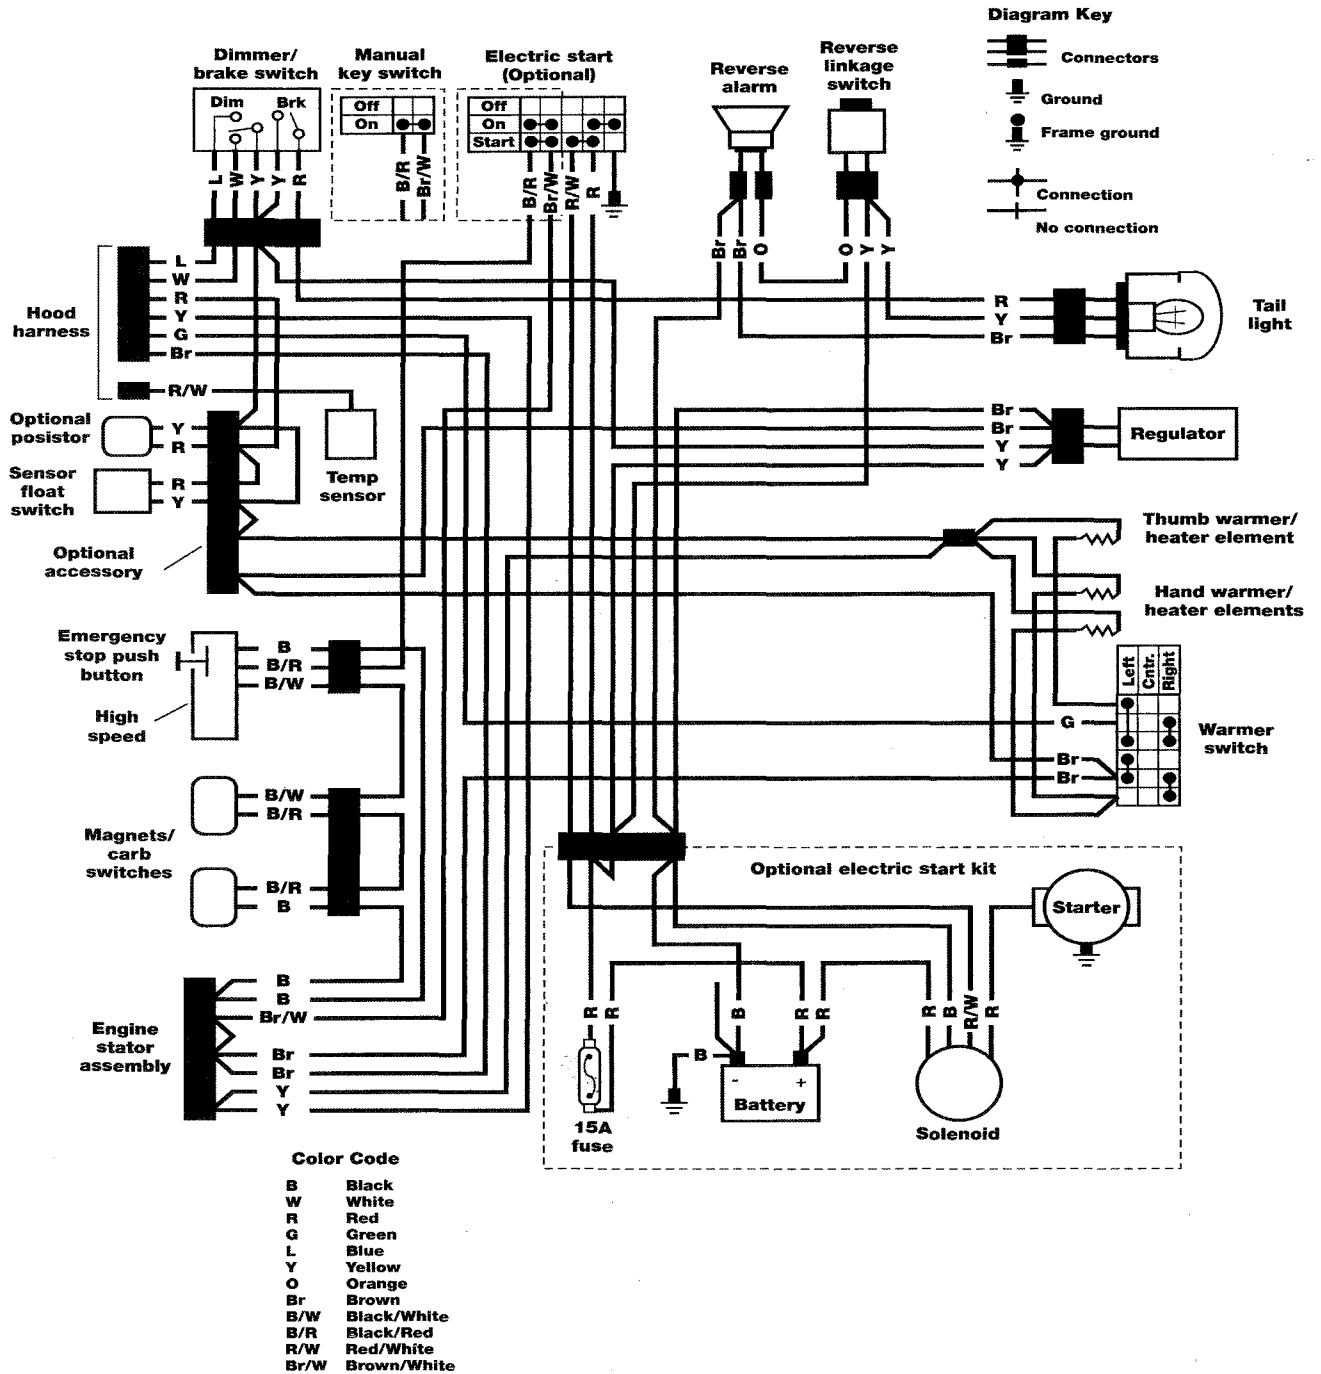 Diagram Key
Connectors
Ground
Frame ground
Connection
No connection
Dimmer/
brake switch
Dim
Brk
L
W
Y
Y
R
Manual
key switch
Off
On
B/R
Br/W
Electric start
(Optional)
Off
On
Start
B/R
Br/W
R/W
R
Reverse
alarm
Br
Br
O
Reverse
linkage
switch
O
Y
Y
Hood
harness
L
W
R
Y
G
Br
R/W
R
Y
Br
Tail
light
Optional
posistor
Y
R
Sensor
float
switch
R
Y
Temp
sensor
Br
Br
Y
Y
Regulator
Optional
accessory
Thumb warmer/
heater element
Hand warmer/
heater elements
Emergency
stop push
button
B
B/R
B/W
High
speed
Left
Cntr.
Right
G
Br
Br
Warmer
switch
Magnets/
carb
switches
B/W
B/R
B/R
B
Optional electric start kit
Starter
Engine
stator
assembly
B
B
Br/W
Br
Br
Y
Y
R
R
B
R
R
R
B
R/W
R
B
-
+
Battery
15A
fuse
Solenoid
Color Code
B Black
W White
R Red
G Green
L Blue
Y Yellow
O Orange
Br Brown
B/W Black/White
B/R Black/Red
R/W Red/White
Br/W Brown/White